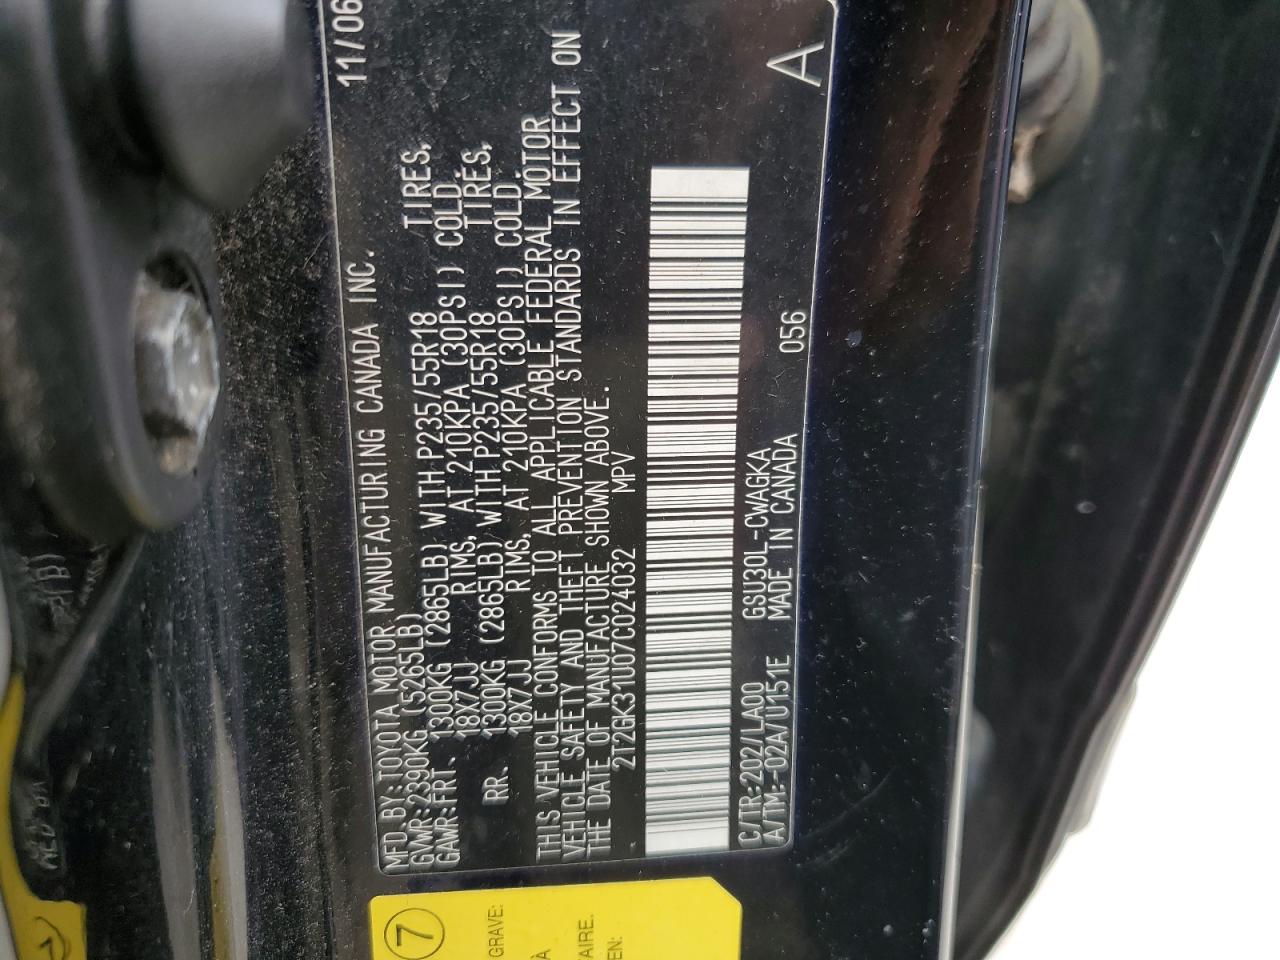 MFD.BY:TOYOTA MOTOR MANUFACTURING CANADA INC. 11/06
GVWR:2390KG (5265LB)
GAWR:FRT. 1300KG (2865LB) WITH P235/55R18 TIRES,
18X7JJ RIMS, AT 210KPA (30PSI) COLD.
RR. 1300KG (2865LB) WITH P235/55R18 TIRES,
18X7JJ RIMS, AT 210KPA (30PSI) COLD.
THIS VEHICLE CONFORMS TO ALL APPLICABLE FEDERAL MOTOR
VEHICLE SAFETY AND THEFT PREVENTION STANDARDS IN EFFECT ON
THE DATE OF MANUFACTURE SHOWN ABOVE.
2T2GK31U07C024032 MPV
C/TR:202/LA00 GSU30L-CWAGKA 056
A/TM:-02A/U151E MADE IN CANADA
A
7
GRAVE:
À
AIRE.
EN: